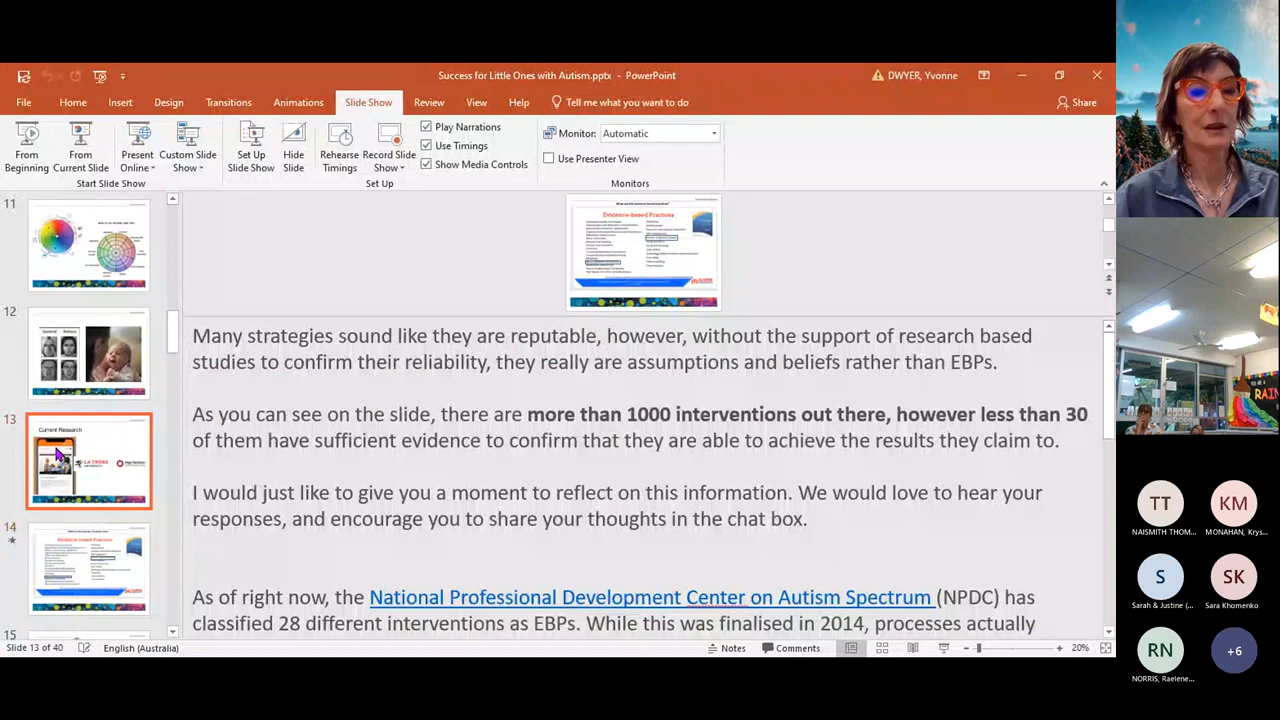 Success for Little Ones with Autism.pptx - PowerPoint
DWYER, Yvonne
File Home Insert Design Transitions Animations Slide Show Review View Help Tell me what you want to do Share
From Beginning
From Current Slide
Present Online
Custom Slide Show
Start Slide Show
Set Up Slide Show
Hide Slide
Rehearse Timings
Record Slide Show
Play Narrations
Use Timings
Show Media Controls
Set Up
Monitor: Automatic
Use Presenter View
Monitors
11
12
13
Current Research
LA TROBE
UNIVERSITY
14
Evidence-based Practices
15
Evidence-based Practices
Many strategies sound like they are reputable, however, without the support of research based
studies to confirm their reliability, they really are assumptions and beliefs rather than EBPs.
As you can see on the slide, there are more than 1000 interventions out there, however less than 30
of them have sufficient evidence to confirm that they are able to achieve the results they claim to.
I would just like to give you a moment to reflect on this information. We would love to hear your
responses, and encourage you to share your thoughts in the chat box.
As of right now, the National Professional Development Center on Autism Spectrum (NPDC) has
classified 28 different interventions as EBPs. While this was finalised in 2014, processes actually
Slide 13 of 40 English (Australia) Notes Comments 20%
YOU ARE A
RAIN
TT
NAISMITH THOM...
KM
MONAHAN, Krys...
S
Sarah & Justine (...
SK
Sara Khomenko
RN
NORRIS, Raelene
+6